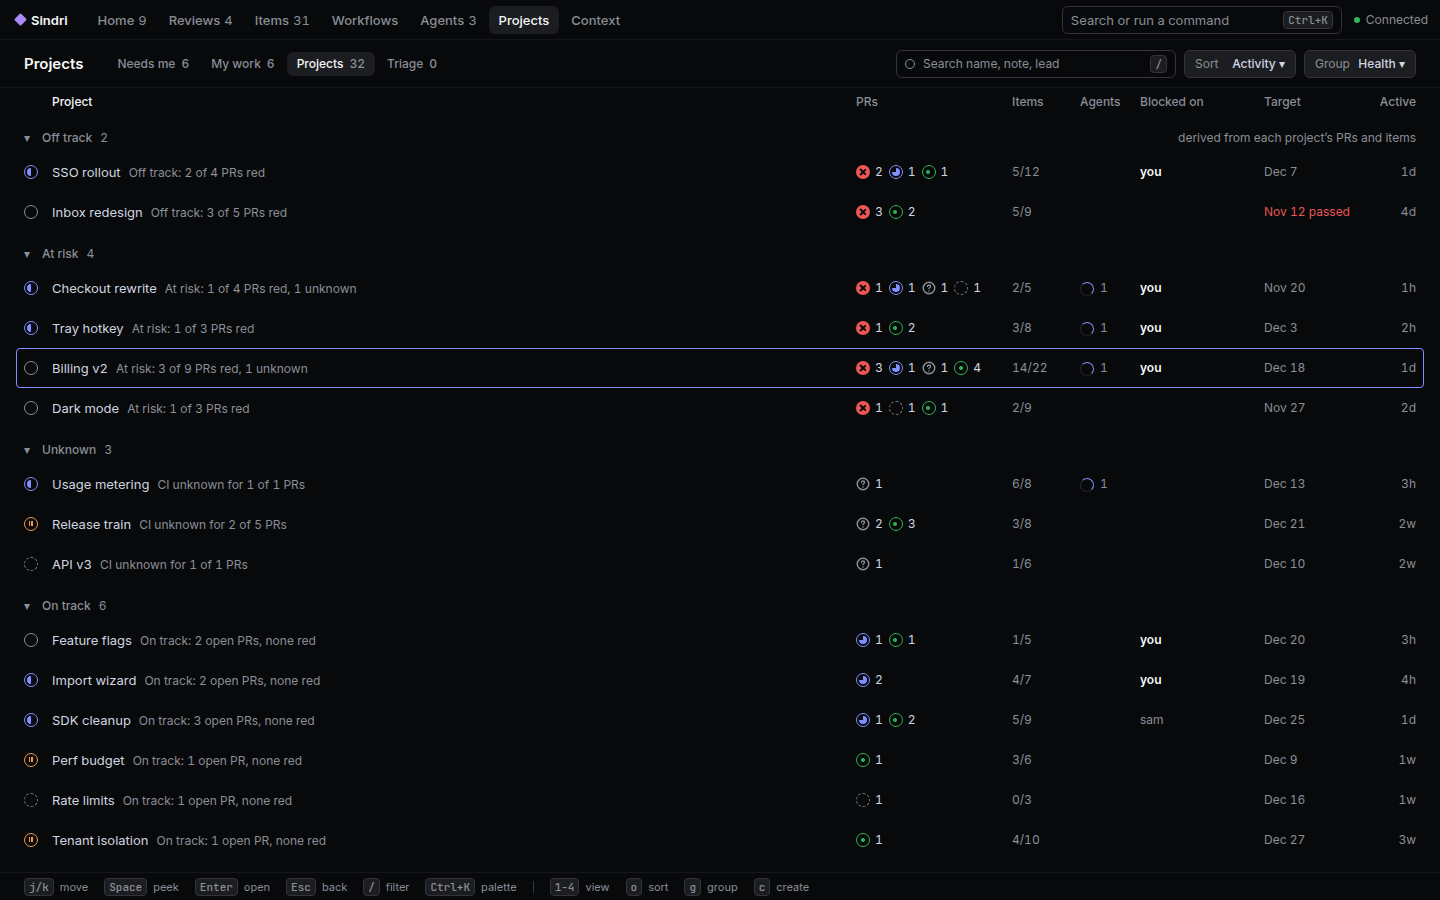 Sindri Home 9 Reviews 4 Items 31 Workflows Agents 3 Projects Context Search or run a command Ctrl+K Connected
Projects Needs me 6 My work 6 Projects 32 Triage 0 Search name, note, lead / Sort Activity ▾ Group Health ▾
Project PRs Items Agents Blocked on Target Active
▾ Off track 2 derived from each project's PRs and items
SSO rollout Off track: 2 of 4 PRs red 2 1 1 5/12 you Dec 7 1d
Inbox redesign Off track: 3 of 5 PRs red 3 2 5/9 Nov 12 passed 4d
▾ At risk 4
Checkout rewrite At risk: 1 of 4 PRs red, 1 unknown 1 1 1 1 2/5 1 you Nov 20 1h
Tray hotkey At risk: 1 of 3 PRs red 1 2 3/8 1 you Dec 3 2h
Billing v2 At risk: 3 of 9 PRs red, 1 unknown 3 1 1 4 14/22 1 you Dec 18 1d
Dark mode At risk: 1 of 3 PRs red 1 1 1 2/9 Nov 27 2d
▾ Unknown 3
Usage metering CI unknown for 1 of 1 PRs 1 6/8 1 Dec 13 3h
Release train CI unknown for 2 of 5 PRs 2 3 3/8 Dec 21 2w
API v3 CI unknown for 1 of 1 PRs 1 1/6 Dec 10 2w
▾ On track 6
Feature flags On track: 2 open PRs, none red 1 1 1/5 you Dec 20 3h
Import wizard On track: 2 open PRs, none red 2 4/7 you Dec 19 4h
SDK cleanup On track: 3 open PRs, none red 1 2 5/9 sam Dec 25 1d
Perf budget On track: 1 open PR, none red 1 3/6 Dec 9 1w
Rate limits On track: 1 open PR, none red 1 0/3 Dec 16 1w
Tenant isolation On track: 1 open PR, none red 1 4/10 Dec 27 3w
j/k move Space peek Enter open Esc back / filter Ctrl+K palette 1-4 view o sort g group c create